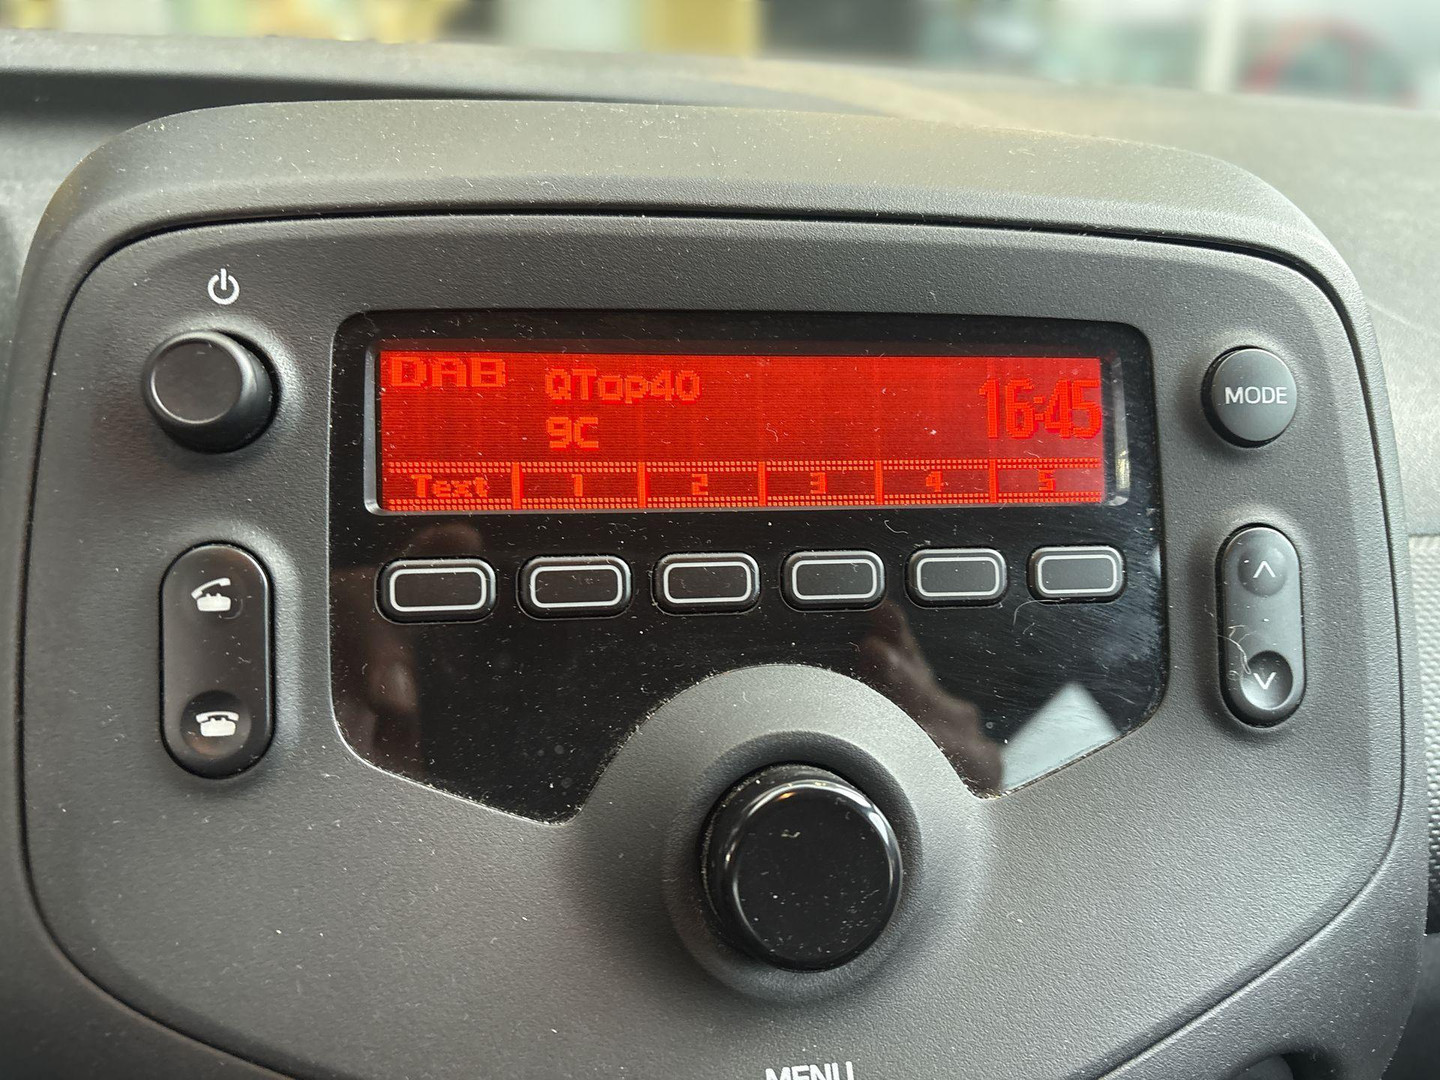 DAB QTop40 16:45
9C
Text 1 2 3 4 5
MODE
MENU